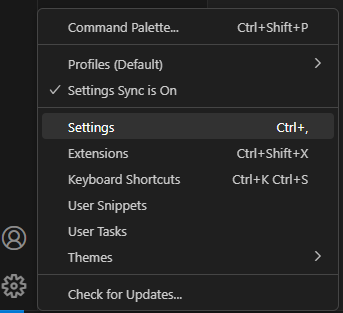 Command Palette... Ctrl+Shift+P
Profiles (Default)
Settings Sync is On
Settings Ctrl+,
Extensions Ctrl+Shift+X
Keyboard Shortcuts Ctrl+K Ctrl+S
User Snippets
User Tasks
Themes
Check for Updates...